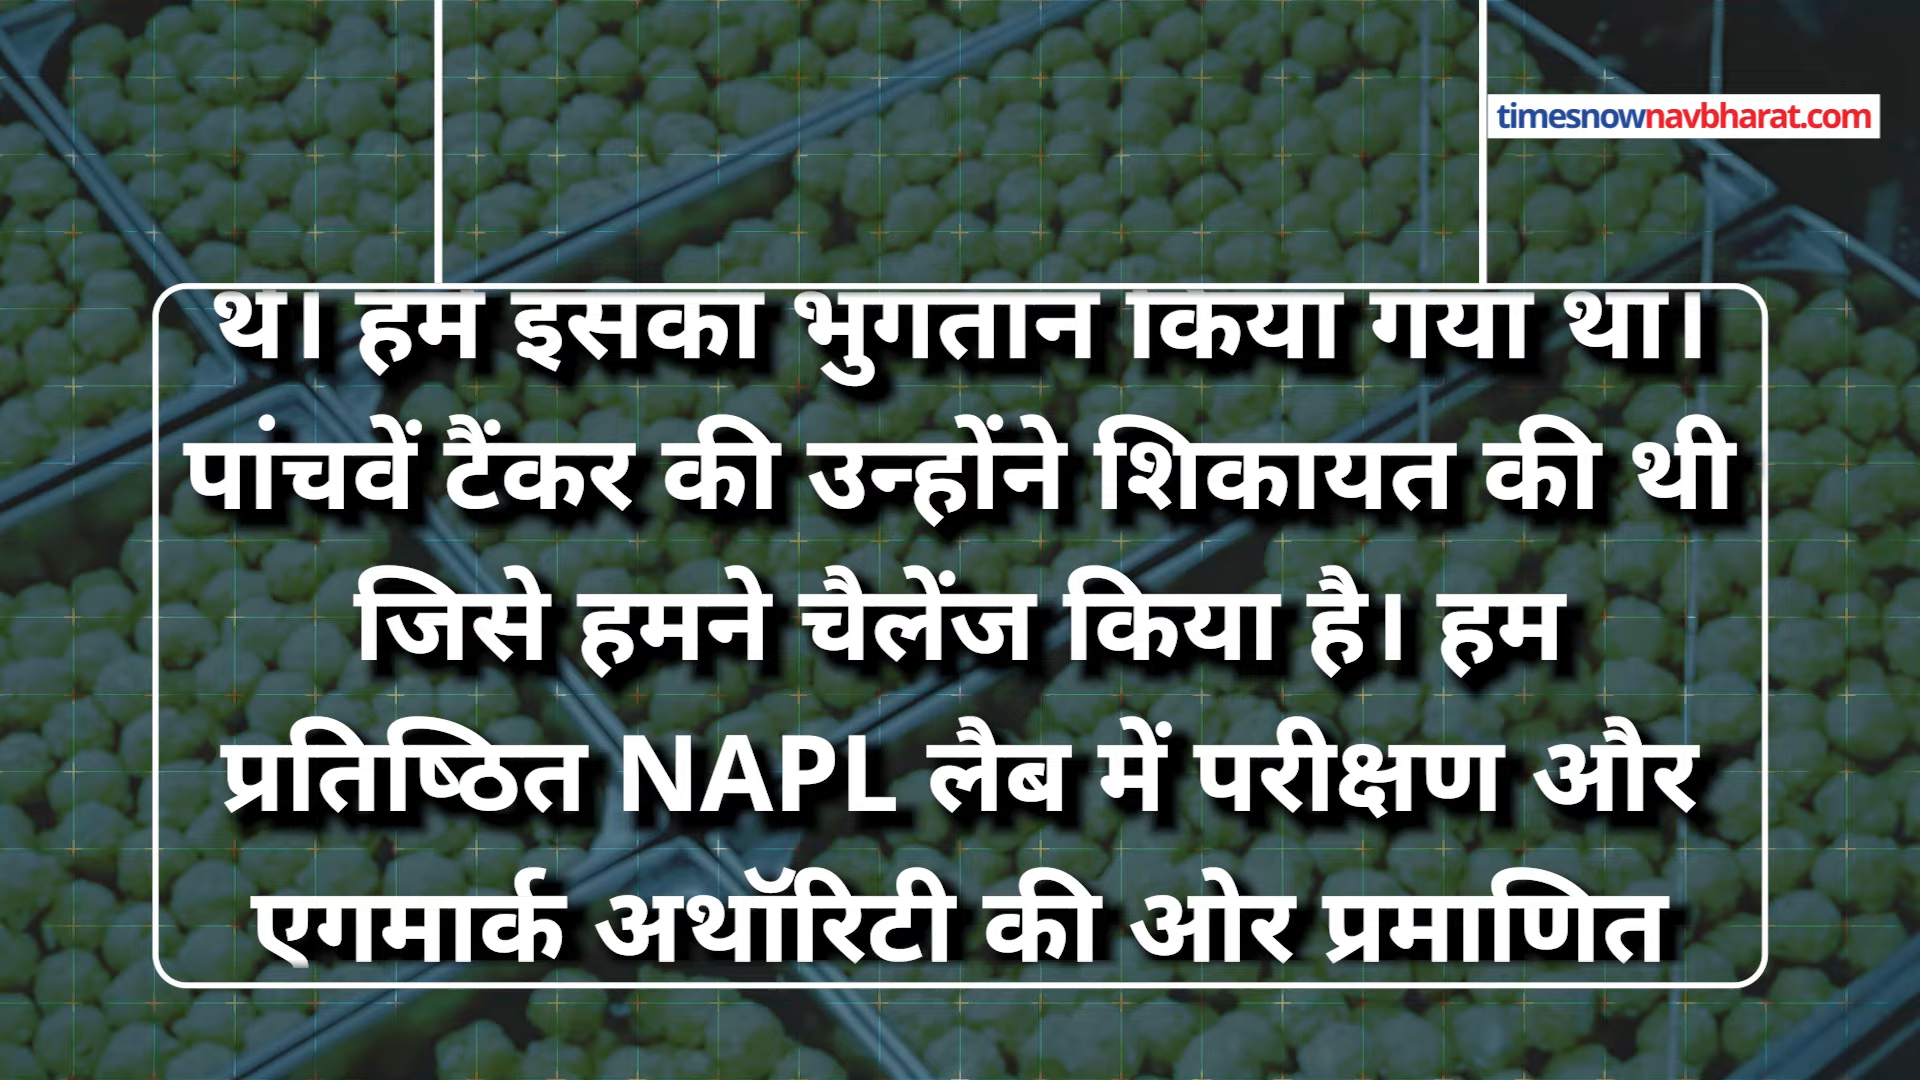 timesnownavbharat.com
थे। हमें इसका भुगतान किया गया था।
पांचवें टैंकर की उन्होंने शिकायत की थी
जिसे हमने चैलेंज किया है। हम
प्रतिष्ठित NAPL लैब में परीक्षण और
एगमार्क अथॉरिटी की ओर प्रमाणित